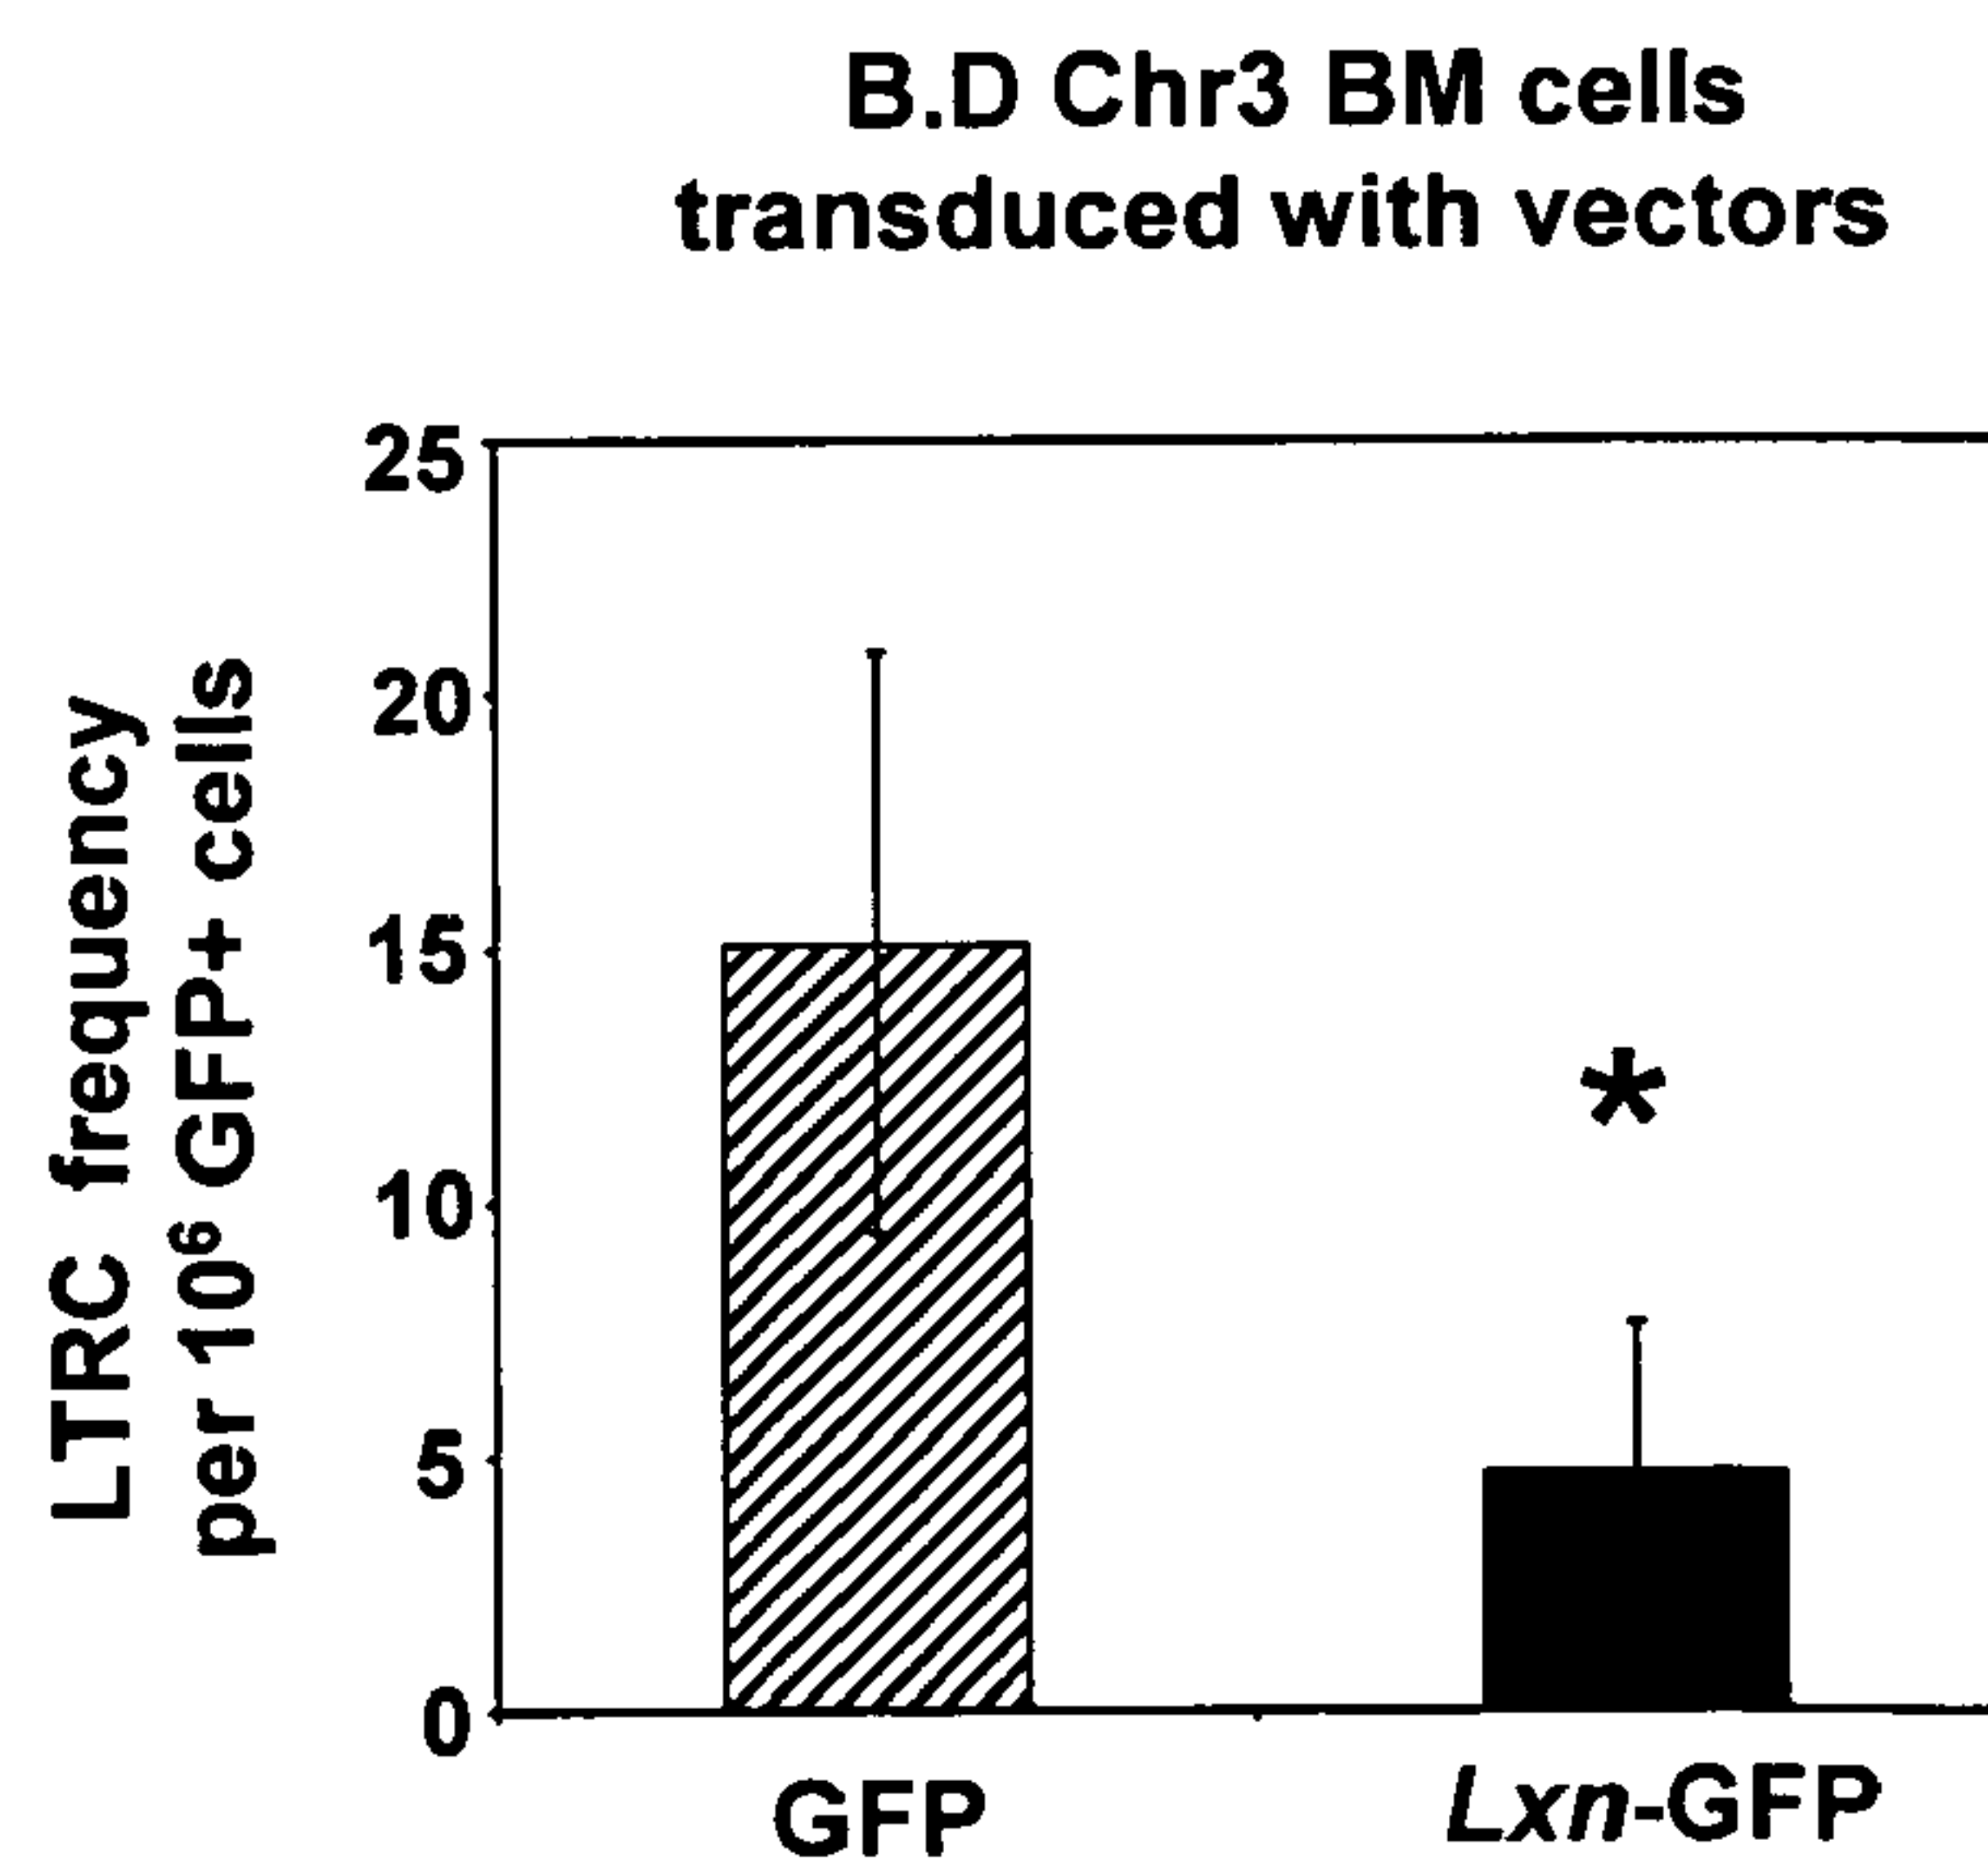 B.D Chr3 BM cells
transduced with vectors
LTRC frequency
per 10⁶ GFP+ cells
25
20
15
10
5
0
*
GFP
Lxn-GFP